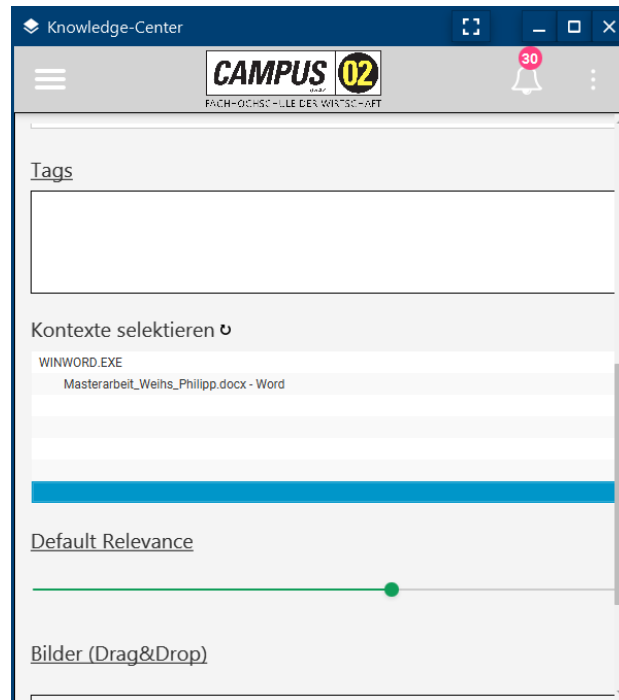 Knowledge-Center
CAMPUS 02
FACHHOCHSCHULE DER WIRTSCHAFT
30
Tags
Kontexte selektieren
WINWORD.EXE
Masterarbeit_Weihs_Philipp.docx - Word
Default Relevance
Bilder (Drag&Drop)